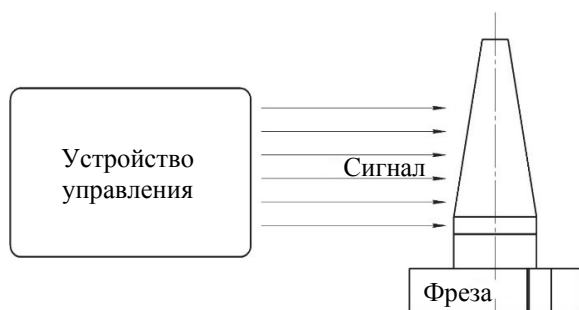 Устройство
управления
Сигнал
Фреза